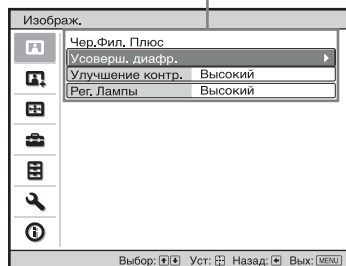 Изображ.
Чер.Фил. Плюс
Усоверш. диафр.
Улучшение контр. Высокий
Рег. Лампы Высокий
Выбор: Уст: Назад: Вых: MENU